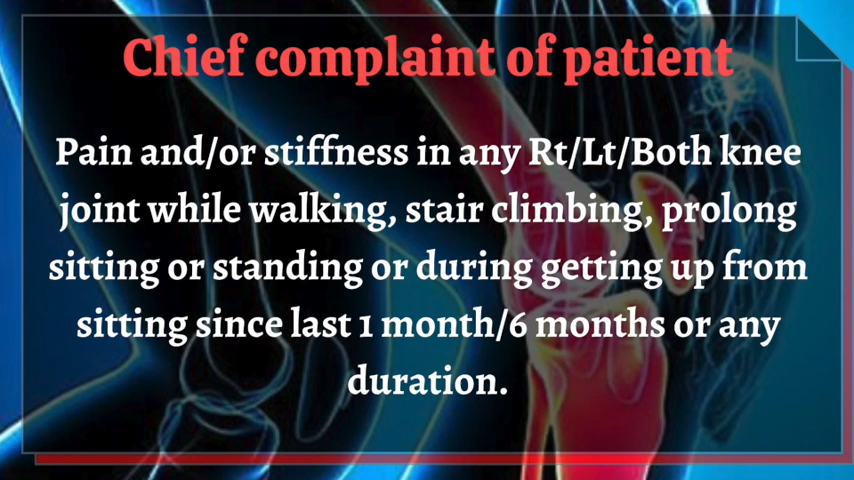 Chief complaint of patient
Pain and/or stiffness in any Rt/Lt/Both knee
joint while walking, stair climbing, prolong
sitting or standing or during getting up from
sitting since last 1 month/6 months or any
duration.